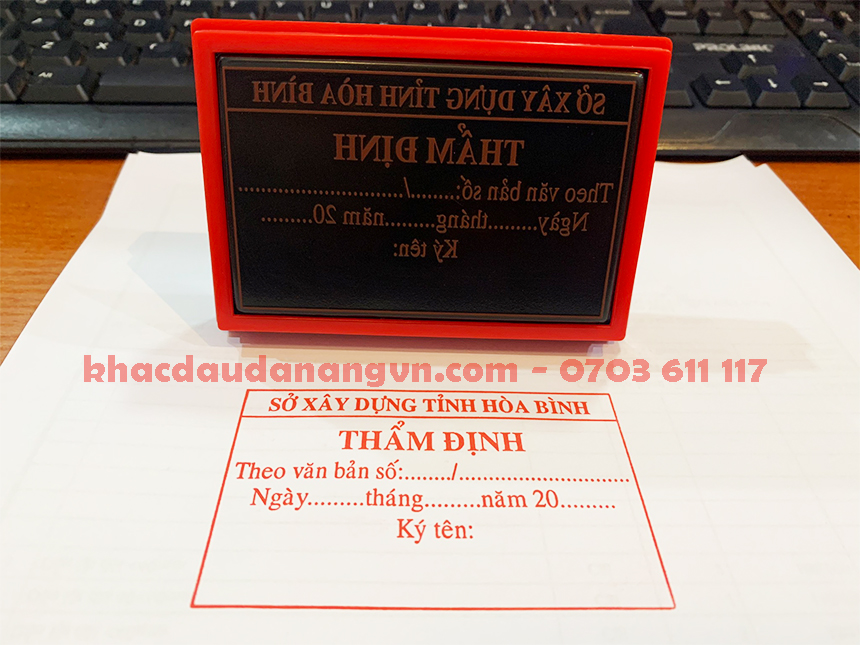 PROLINK
SỞ XÂY DỰNG TỈNH HÒA BÌNH
THẨM ĐỊNH
Theo văn bản số:......../.............................
Ngày.........tháng.........năm 20.........
Ký tên:
khacdaudanangvn.com - 0703 611 117
SỞ XÂY DỰNG TỈNH HÒA BÌNH
THẨM ĐỊNH
Theo văn bản số:......../.............................
Ngày.........tháng.........năm 20.........
Ký tên: